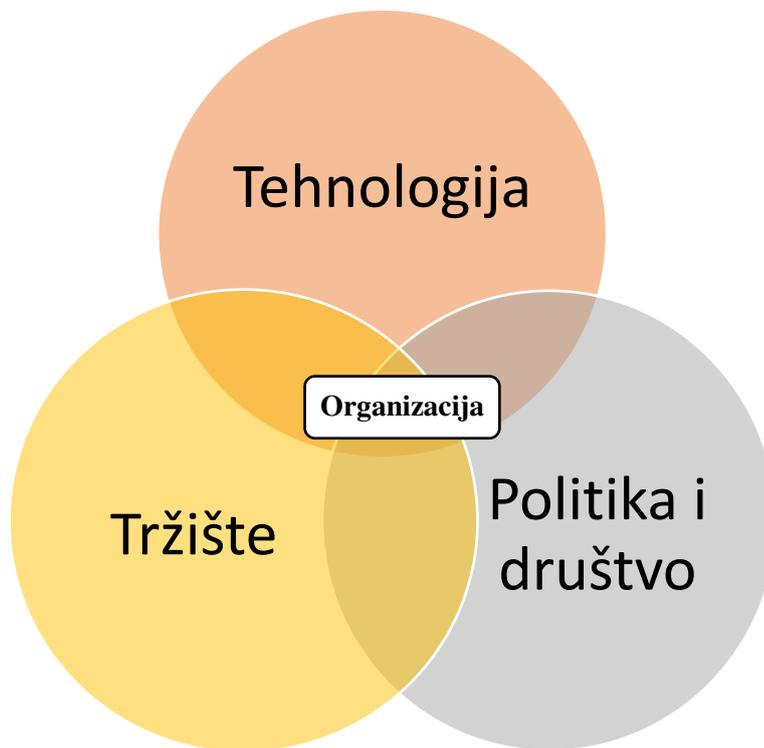 Tehnologija
Organizacija
Tržište
Politika i
društvo